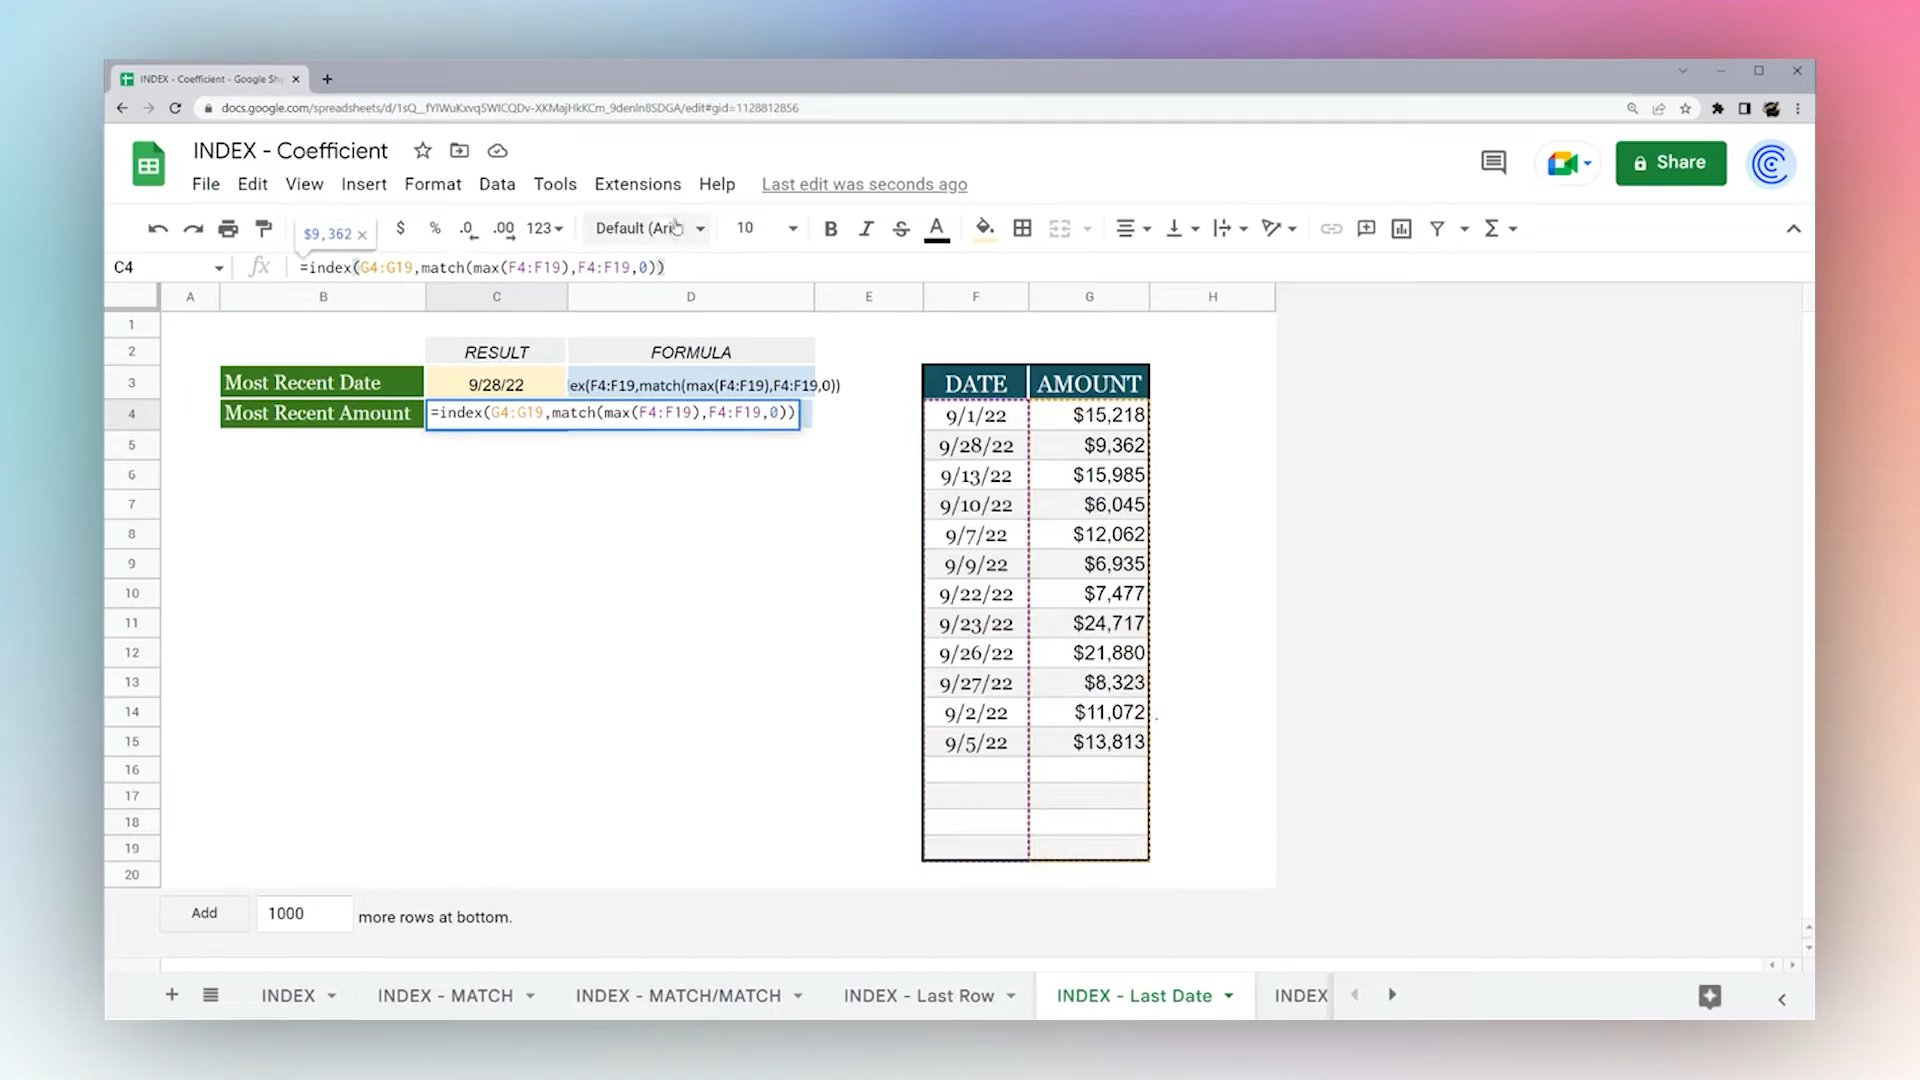 INDEX - Coefficient - Google She
docs.google.com/spreadsheets/d/1sQ__fYlWuKxvq5WICQDv-XKMajHkKCm_9denln8SDGA/edit#gid=1128812856
INDEX - Coefficient
File Edit View Insert Format Data Tools Extensions Help Last edit was seconds ago
Share
$9,362 $ % .0 .00 123 Default (Ari 10 B I S A
C4 fx =index(G4:G19,match(max(F4:F19),F4:F19,0))
A B C D E F G H
1
2 RESULT FORMULA
3 Most Recent Date 9/28/22 ex(F4:F19,match(max(F4:F19),F4:F19,0)) DATE AMOUNT
4 Most Recent Amount =index(G4:G19,match(max(F4:F19),F4:F19,0)) 9/1/22 $15,218
5 9/28/22 $9,362
6 9/13/22 $15,985
7 9/10/22 $6,045
8 9/7/22 $12,062
9 9/9/22 $6,935
10 9/22/22 $7,477
11 9/23/22 $24,717
12 9/26/22 $21,880
13 9/27/22 $8,323
14 9/2/22 $11,072
15 9/5/22 $13,813
16
17
18
19
20
Add 1000 more rows at bottom.
INDEX INDEX - MATCH INDEX - MATCH/MATCH INDEX - Last Row INDEX - Last Date INDEX